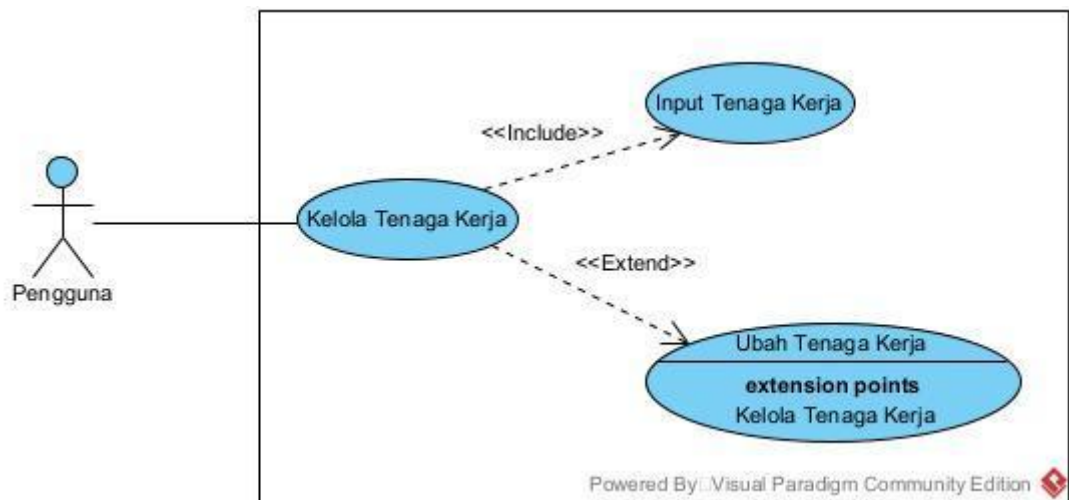 Input Tenaga Kerja
<<Include>>
Kelola Tenaga Kerja
<<Extend>>
Pengguna
Ubah Tenaga Kerja
extension points
Kelola Tenaga Kerja
Powered By Visual Paradigm Community Edition